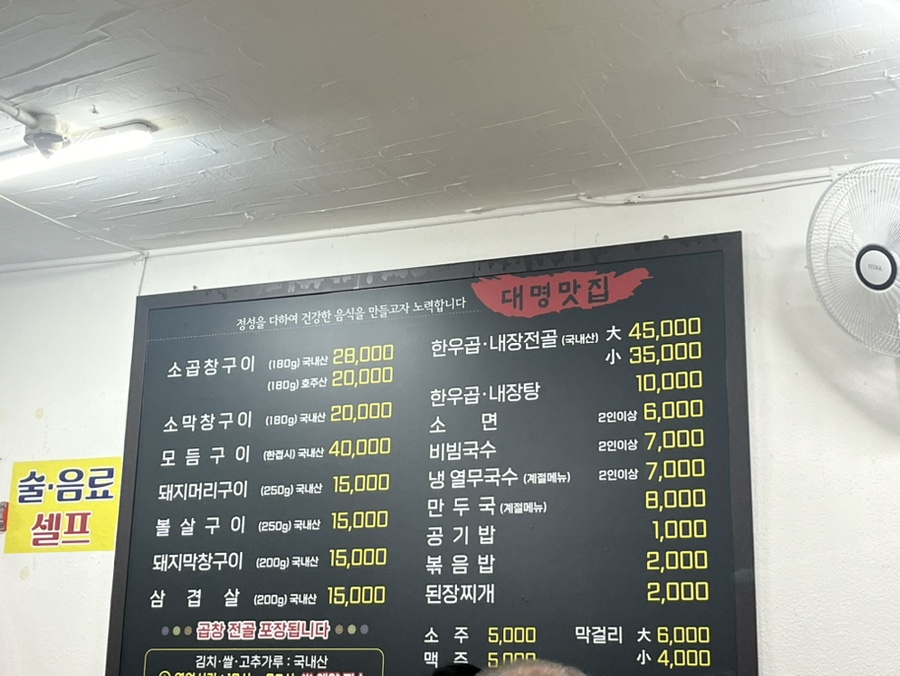 대명맛집
정성을 다하여 건강한 음식을 만들고자 노력합니다
소곱창구이 (180g) 국내산 28,000
(180g) 호주산 20,000
소막창구이 (180g) 국내산 20,000
모듬구이 (한접시) 국내산 40,000
돼지머리구이 (250g) 국내산 15,000
볼살구이 (250g) 국내산 15,000
돼지막창구이 (200g) 국내산 15,000
삼겹살 (200g) 국내산 15,000
곱창 전골 포장됩니다
김치·쌀·고추가루 : 국내산
한우곱·내장전골 (국내산) 大 45,000
小 35,000
한우곱·내장탕 10,000
소면 2인이상 6,000
비빔국수 2인이상 7,000
냉열무국수 (계절메뉴) 2인이상 7,000
만두국 (계절메뉴) 8,000
공기밥 1,000
볶음밥 2,000
된장찌개 2,000
소주 5,000 막걸리 大 6,000
맥주 5,000 小 4,000
술·음료
셀프